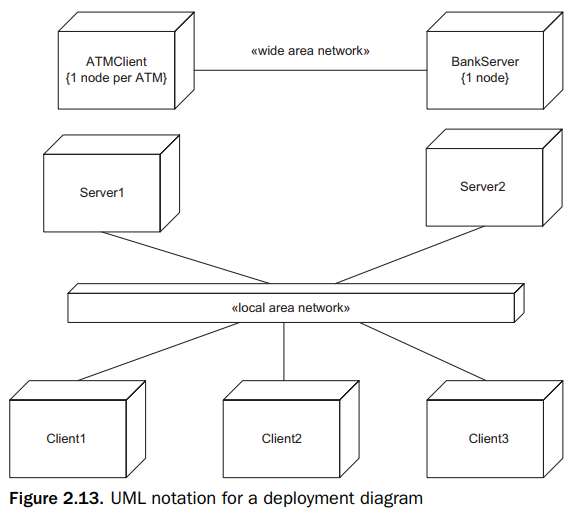 ATMClient
{1 node per ATM}
«wide area network»
BankServer
{1 node}
Server1
Server2
«local area network»
Client1
Client2
Client3
Figure 2.13. UML notation for a deployment diagram